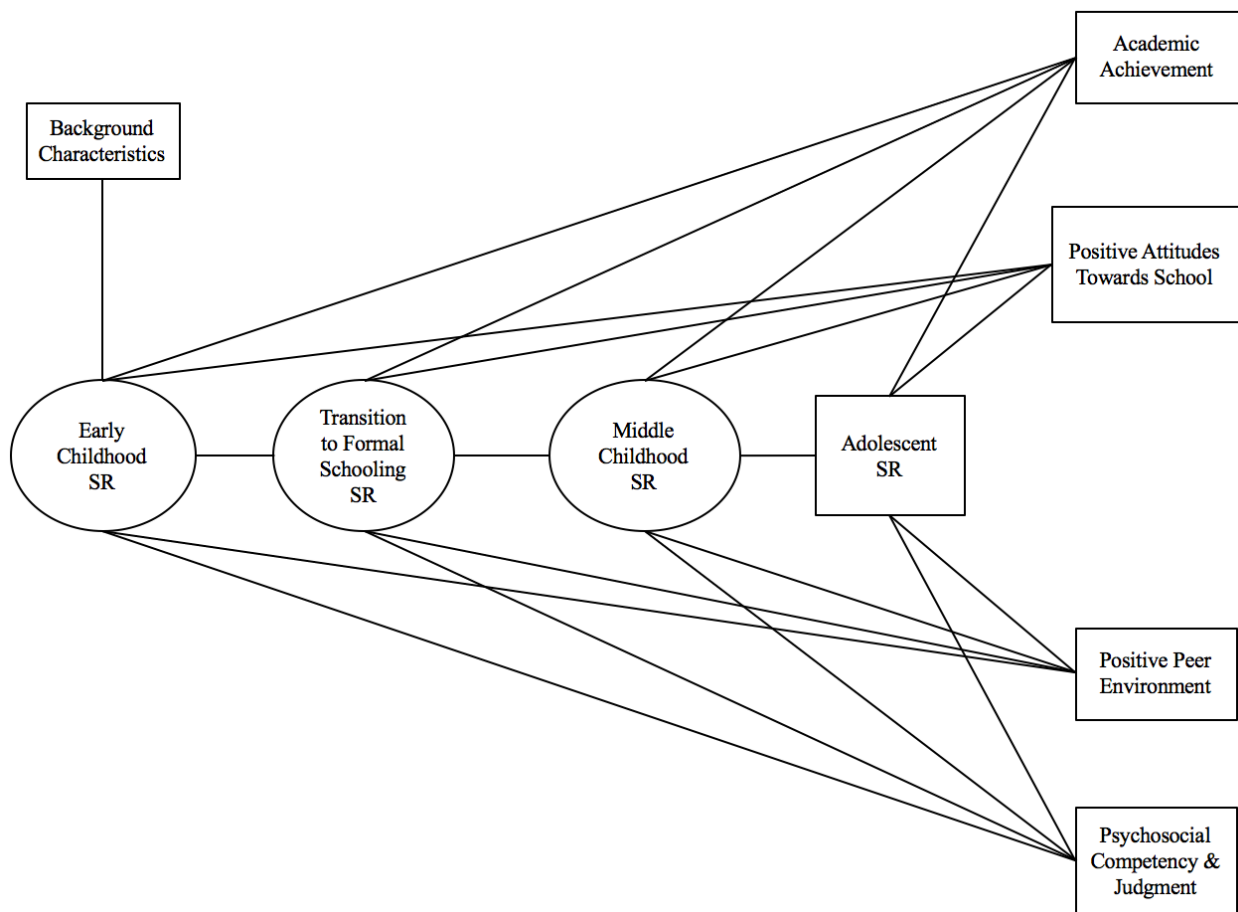 Academic
Achievement
Background
Characteristics
Positive Attitudes
Towards School
Early
Childhood
SR
Transition
to Formal
Schooling
SR
Middle
Childhood
SR
Adolescent
SR
Positive Peer
Environment
Psychosocial
Competency &
Judgment